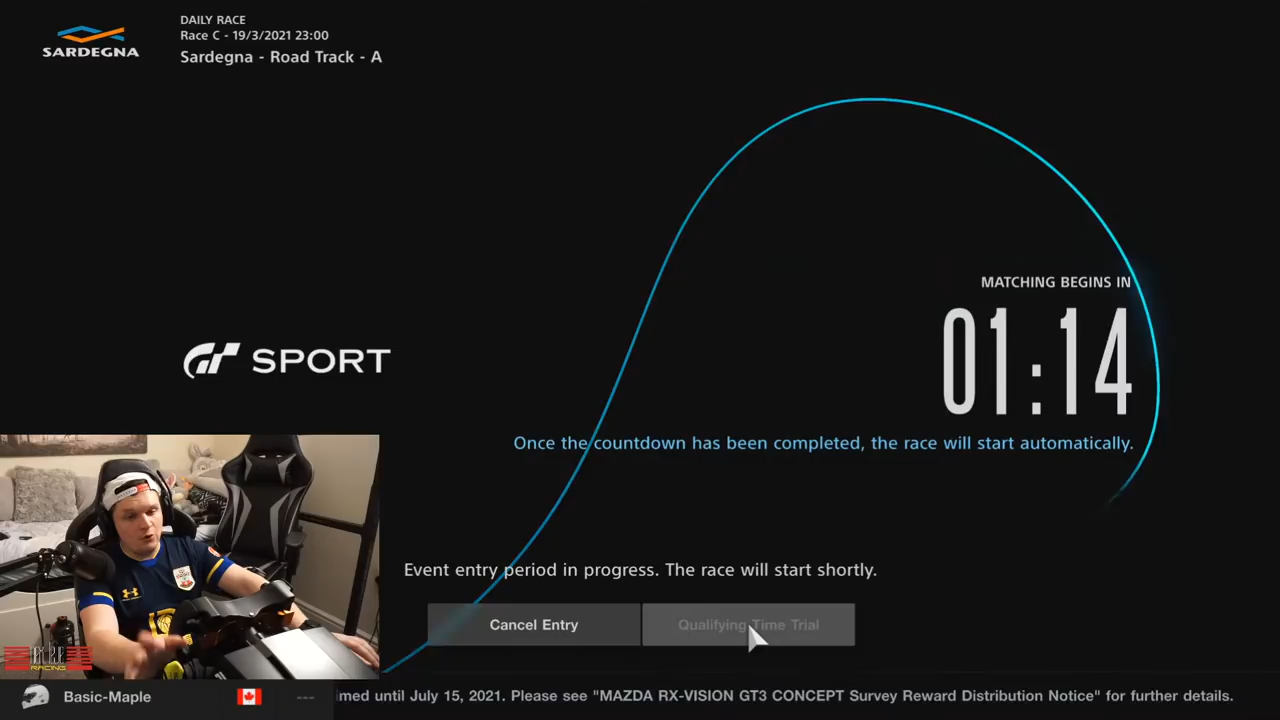 SARDEGNA
DAILY RACE
Race C - 19/3/2021 23:00
Sardegna - Road Track - A
MATCHING BEGINS IN
01:14
GT SPORT
Once the countdown has been completed, the race will start automatically.
Event entry period in progress. The race will start shortly.
Cancel Entry
Qualifying Time Trial
RACING
Basic-Maple
---
imed until July 15, 2021. Please see "MAZDA RX-VISION GT3 CONCEPT Survey Reward Distribution Notice" for further details.